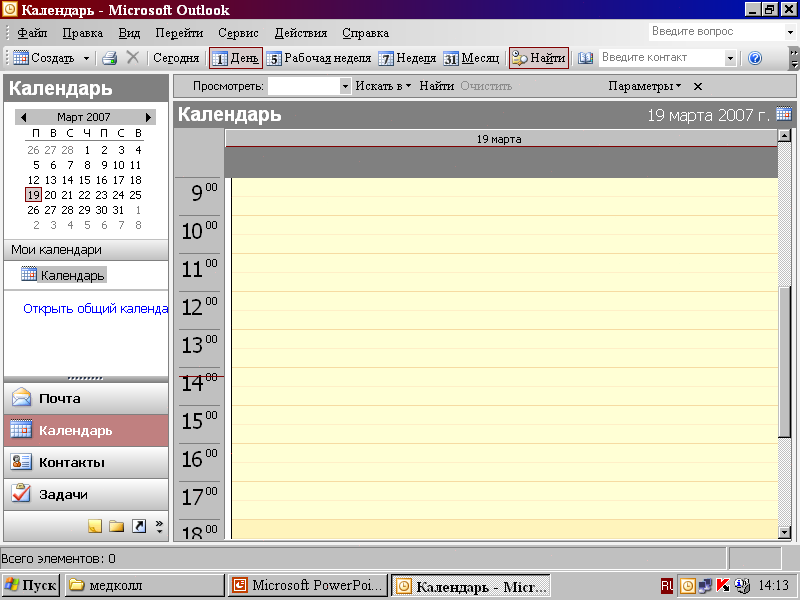 Календарь - Microsoft Outlook
Файл Правка Вид Перейти Сервис Действия Справка Введите вопрос
Создать Сегодня 1 День 5 Рабочая неделя 7 Неделя 31 Месяц Найти Введите контакт
Календарь
Просмотреть: Искать в Найти Очистить Параметры
Календарь 19 марта 2007 г.
Март 2007
П В С Ч П С В
26 27 28 1 2 3 4
5 6 7 8 9 10 11
12 13 14 15 16 17 18
19 20 21 22 23 24 25
26 27 28 29 30 31 1
2 3 4 5 6 7 8
Мои календари
Календарь
Открыть общий календа
Почта
Календарь
Контакты
Задачи
19 марта
9 00
10 00
11 00
12 00
13 00
14 00
15 00
16 00
17 00
18 00
Всего элементов: 0
Пуск медколл Microsoft PowerPoi... Календарь - Micr... Ru 14:13